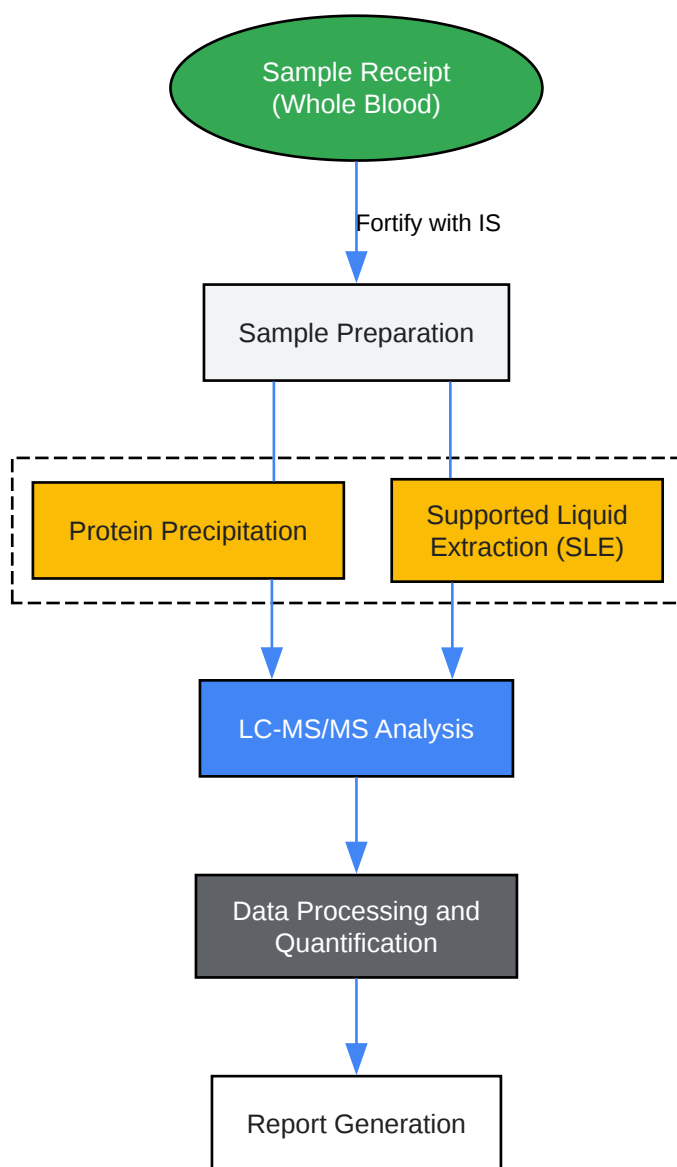 Sample Receipt
(Whole Blood)
Fortify with IS
Sample Preparation
Protein Precipitation
Supported Liquid
Extraction (SLE)
LC-MS/MS Analysis
Data Processing and
Quantification
Report Generation